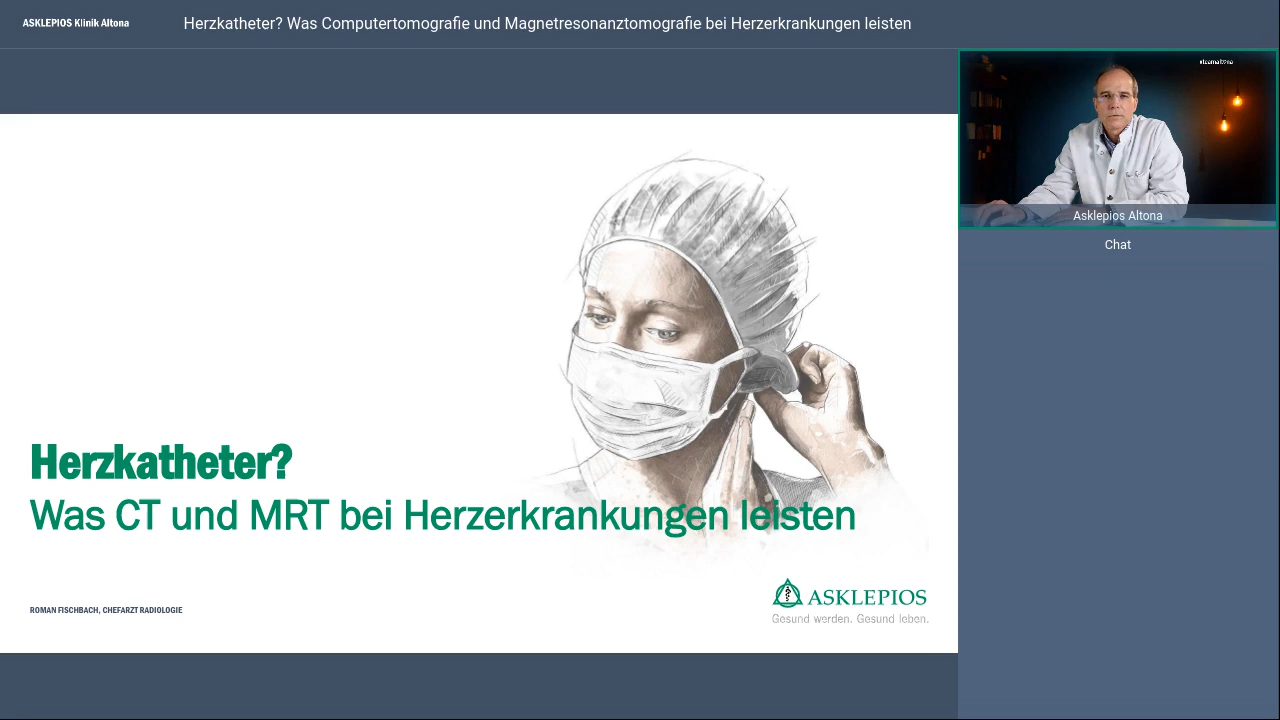 ASKLEPIOS Klinik Altona
Herzkatheter? Was Computertomografie und Magnetresonanztomografie bei Herzerkrankungen leisten
#teamaltona
Asklepios Altona
Chat
Herzkatheter?
Was CT und MRT bei Herzerkrankungen leisten
ROMAN FISCHBACH, CHEFARZT RADIOLOGIE
ASKLEPIOS
Gesund werden. Gesund leben.